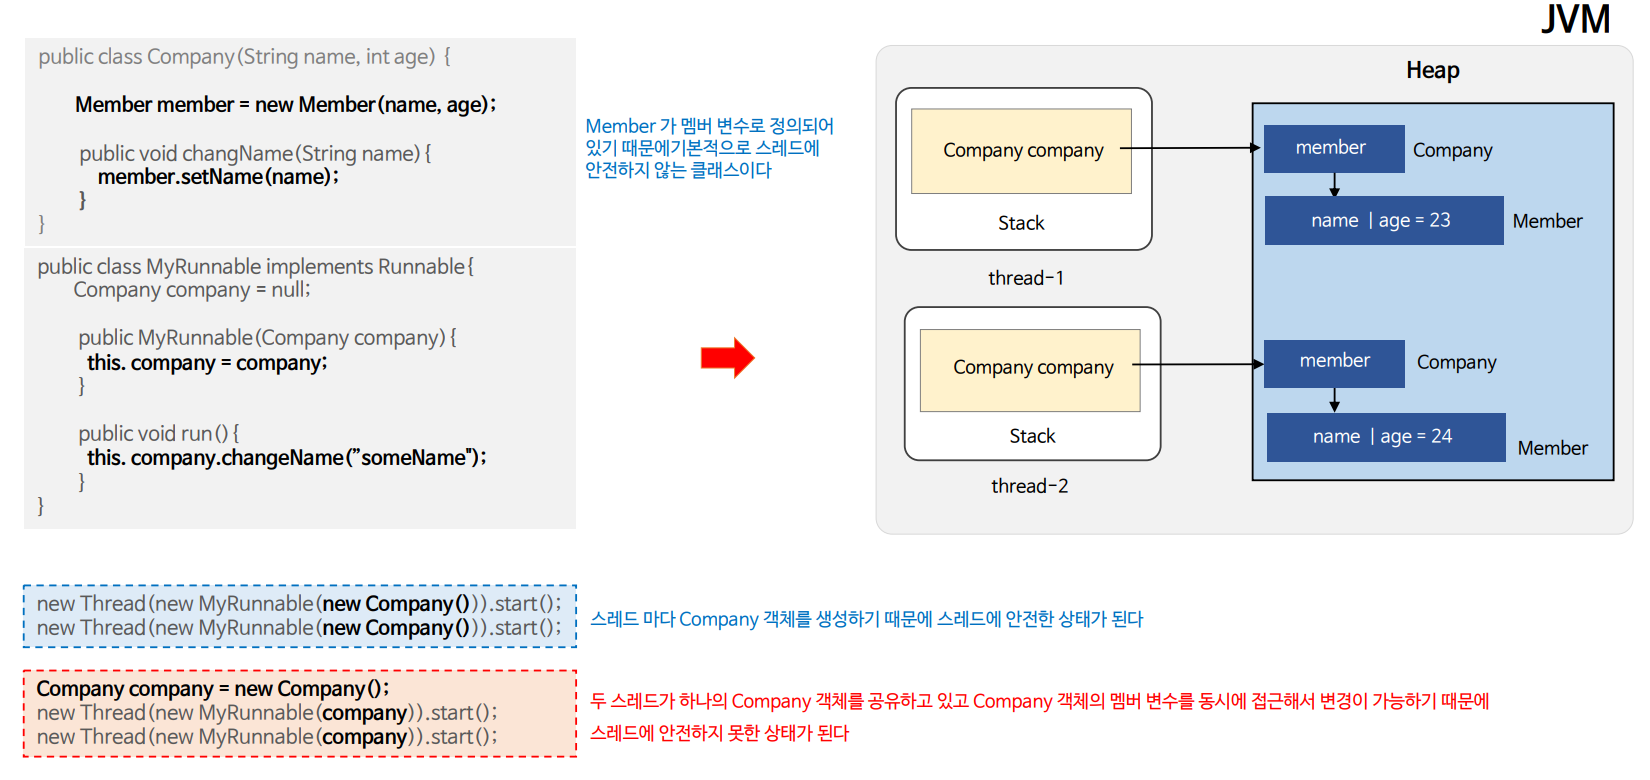 JVM
public class Company(String name, int age) {
Member member = new Member(name, age);
public void changName(String name) {
member.setName(name);
}
}
Member 가 멤버 변수로 정의되어
있기 때문에기본적으로 스레드에
안전하지 않는 클래스이다
public class MyRunnable implements Runnable{
Company company = null;
public MyRunnable(Company company) {
this. company = company;
}
public void run() {
this. company.changeName(”someName");
}
}
Heap
Company company
Stack
thread-1
member
Company
name | age = 23
Member
Company company
Stack
thread-2
member
Company
name | age = 24
Member
new Thread(new MyRunnable(new Company())).start();
new Thread(new MyRunnable(new Company())).start();
스레드 마다 Company 객체를 생성하기 때문에 스레드에 안전한 상태가 된다
Company company = new Company();
new Thread(new MyRunnable(company)).start();
new Thread(new MyRunnable(company)).start();
두 스레드가 하나의 Company 객체를 공유하고 있고 Company 객체의 멤버 변수를 동시에 접근해서 변경이 가능하기 때문에
스레드에 안전하지 못한 상태가 된다